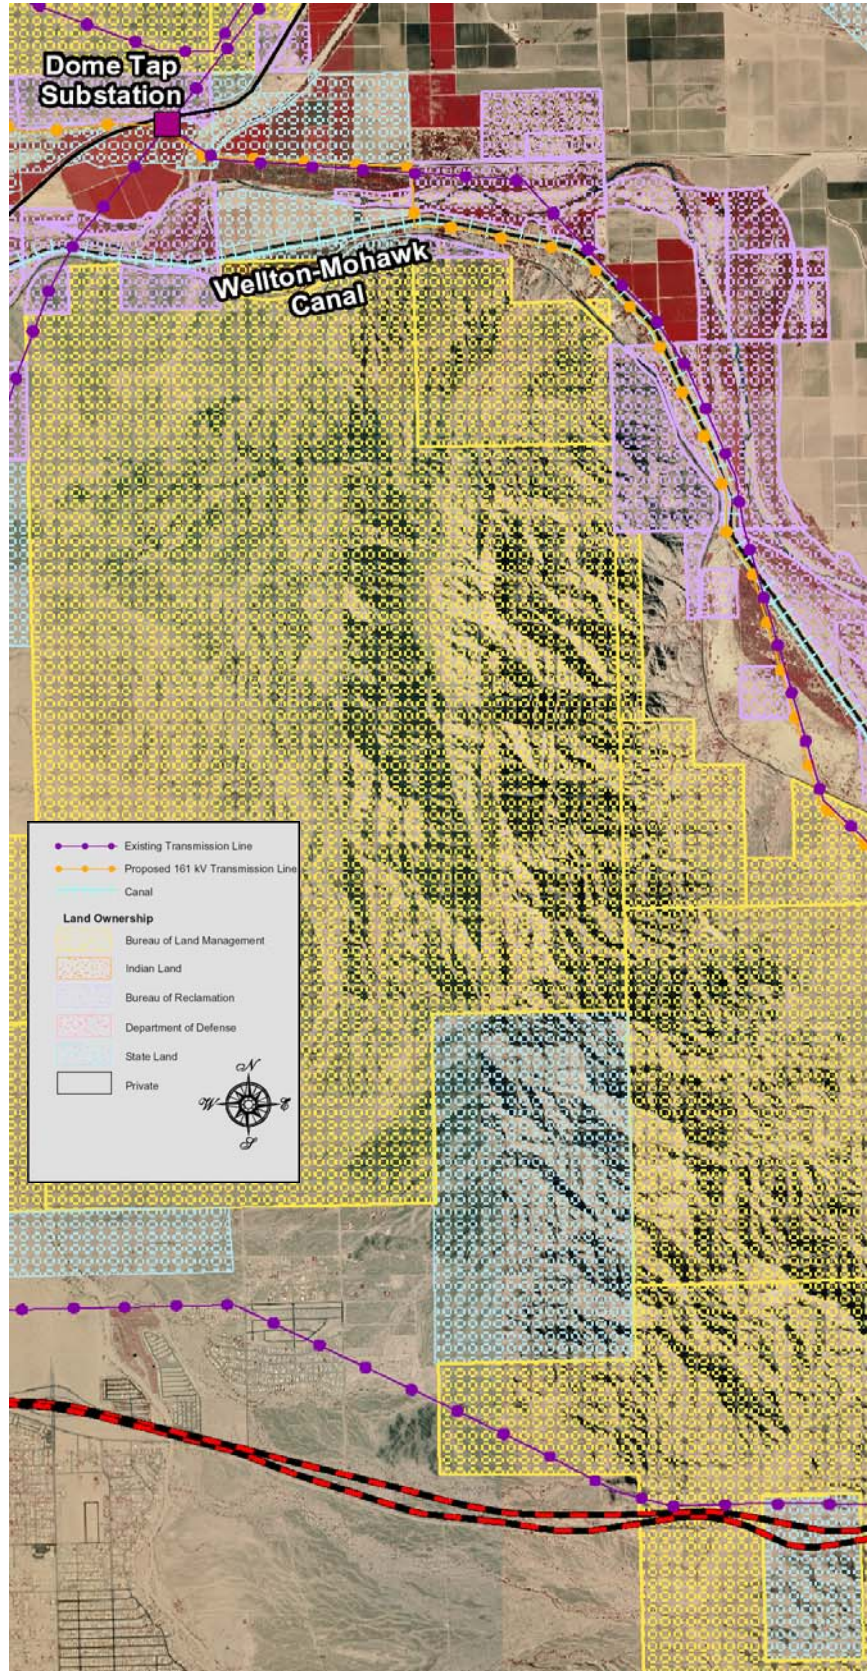 Dome Tap
Substation
Wellton-Mohawk
Canal
Existing Transmission Line
Proposed 161 kV Transmission Line
Canal
Land Ownership
Bureau of Land Management
Indian Land
Bureau of Reclamation
Department of Defense
State Land
Private
N
W
E
S